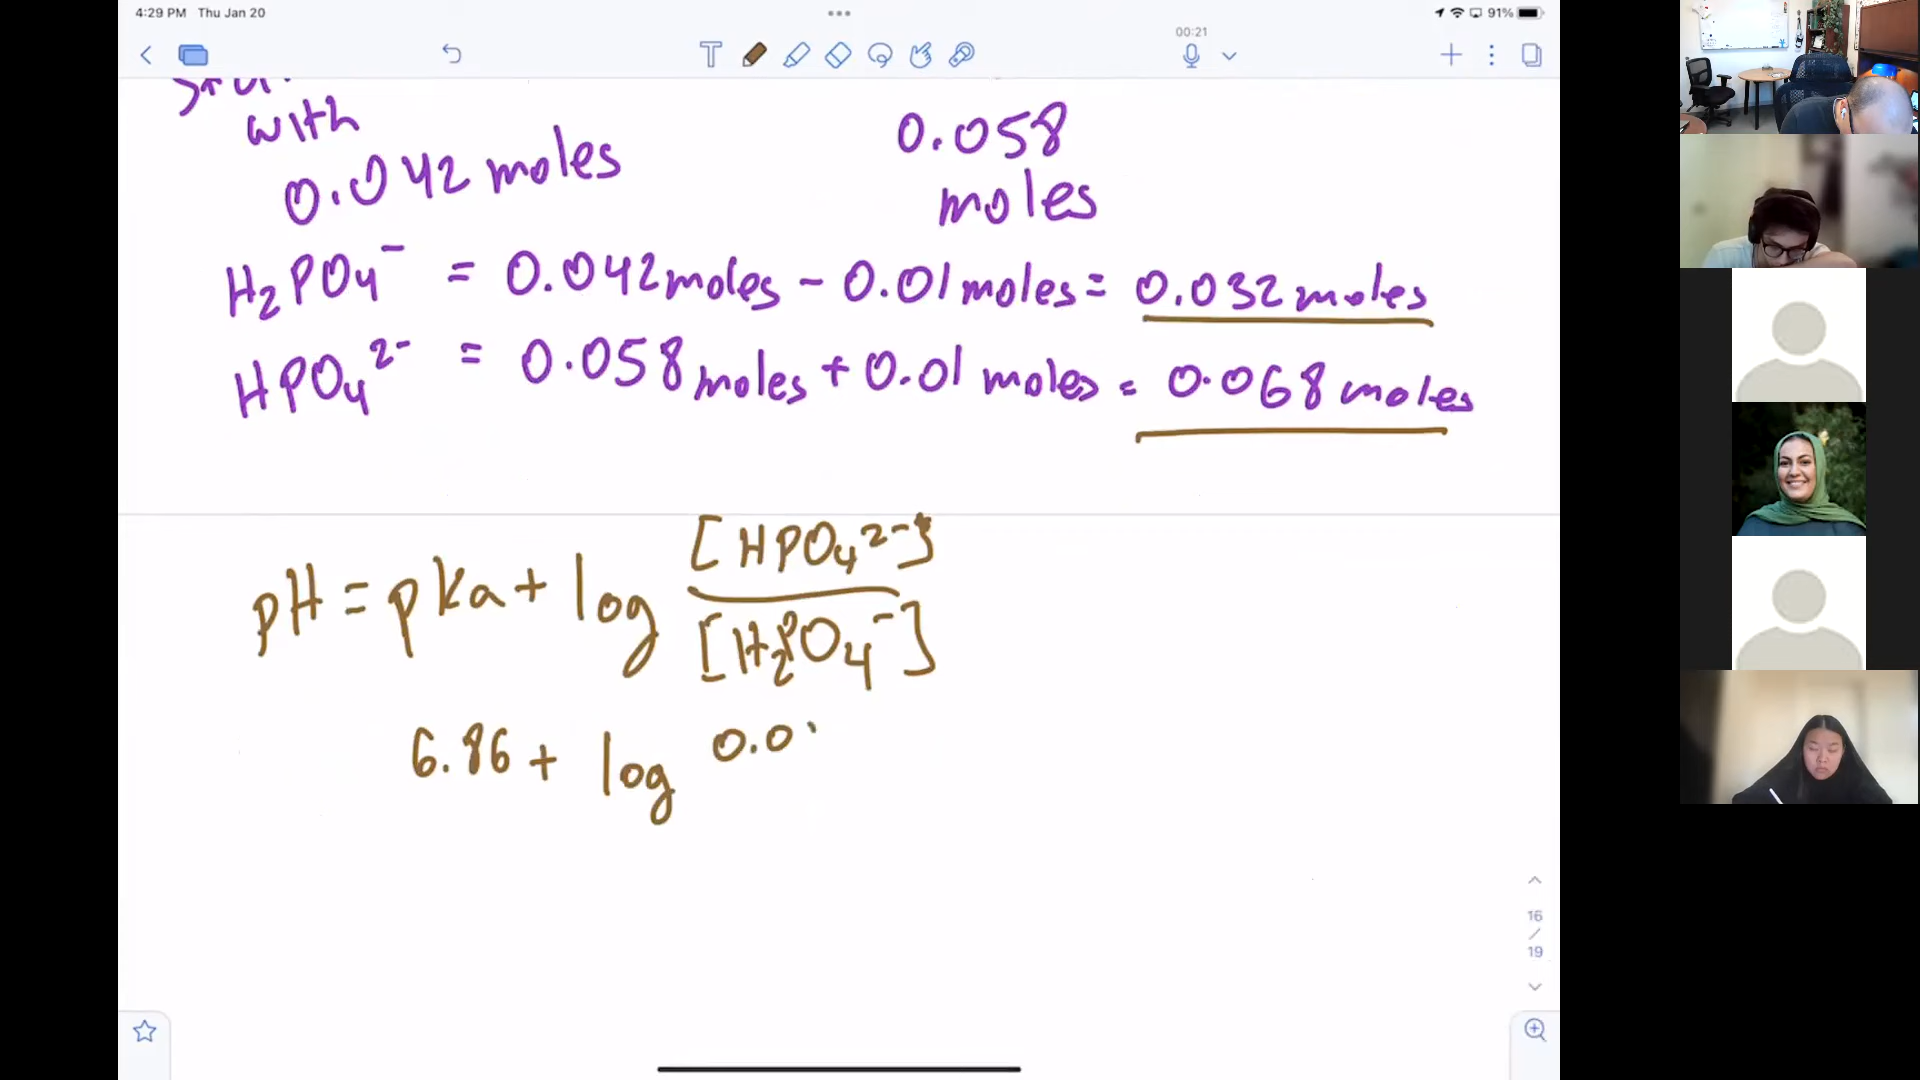 4:29 PM Thu Jan 20
91%
00:21
with
0.042 moles
0.058
moles
H₂PO₄⁻ = 0.042 moles - 0.01 moles = 0.032 moles
HPO₄²⁻ = 0.058 moles + 0.01 moles = 0.068 moles
pH = pka + log [HPO₄²⁻] / [H₂PO₄⁻]
6.86 + log 0.0
16
/
19